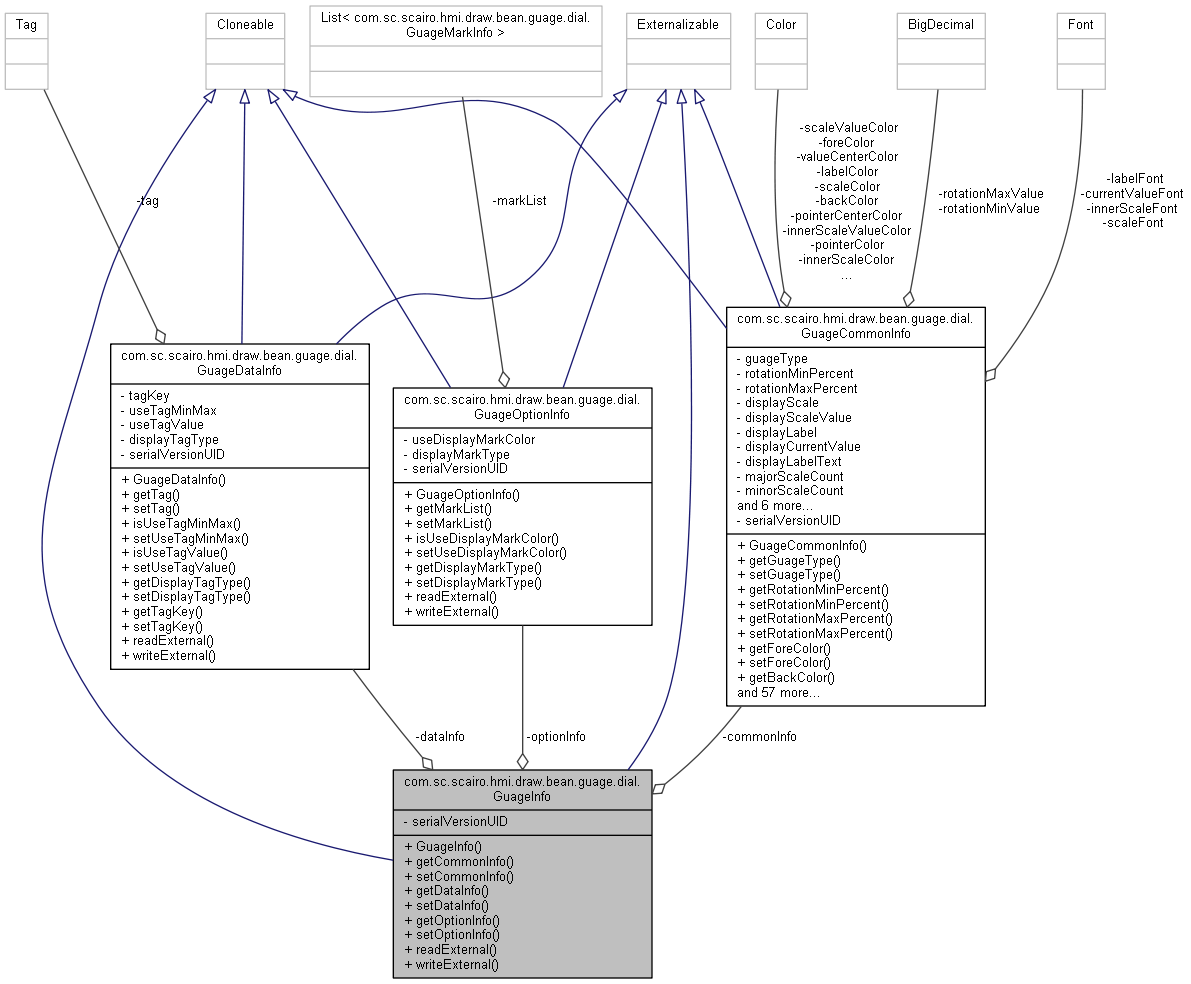 Tag
Cloneable
List< com.sc.scairo.hmi.draw.bean.guage.dial.
GuageMarkInfo >
Externalizable
Color
BigDecimal
Font
-tag
-markList
-scaleValueColor
-foreColor
-valueCenterColor
-labelColor
-scaleColor
-backColor
-pointerCenterColor
-innerScaleValueColor
-pointerColor
-innerScaleColor
...
-rotationMaxValue
-rotationMinValue
-labelFont
-currentValueFont
-innerScaleFont
-scaleFont
com.sc.scairo.hmi.draw.bean.guage.dial.
GuageDataInfo
- tagKey
- useTagMinMax
- useTagValue
- displayTagType
- serialVersionUID
+ GuageDataInfo()
+ getTag()
+ setTag()
+ isUseTagMinMax()
+ setUseTagMinMax()
+ isUseTagValue()
+ setUseTagValue()
+ getDisplayTagType()
+ setDisplayTagType()
+ getTagKey()
+ setTagKey()
+ readExternal()
+ writeExternal()
com.sc.scairo.hmi.draw.bean.guage.dial.
GuageOptionInfo
- useDisplayMarkColor
- displayMarkType
- serialVersionUID
+ GuageOptionInfo()
+ getMarkList()
+ setMarkList()
+ isUseDisplayMarkColor()
+ setUseDisplayMarkColor()
+ getDisplayMarkType()
+ setDisplayMarkType()
+ readExternal()
+ writeExternal()
com.sc.scairo.hmi.draw.bean.guage.dial.
GuageCommonInfo
- guageType
- rotationMinPercent
- rotationMaxPercent
- displayScale
- displayScaleValue
- displayLabel
- displayCurrentValue
- displayLabelText
- majorScaleCount
- minorScaleCount
and 6 more...
- serialVersionUID
+ GuageCommonInfo()
+ getGuageType()
+ setGuageType()
+ getRotationMinPercent()
+ setRotationMinPercent()
+ getRotationMaxPercent()
+ setRotationMaxPercent()
+ getForeColor()
+ setForeColor()
+ getBackColor()
and 57 more...
-dataInfo
-optionInfo
-commonInfo
com.sc.scairo.hmi.draw.bean.guage.dial.
GuageInfo
- serialVersionUID
+ GuageInfo()
+ getCommonInfo()
+ setCommonInfo()
+ getDataInfo()
+ setDataInfo()
+ getOptionInfo()
+ setOptionInfo()
+ readExternal()
+ writeExternal()